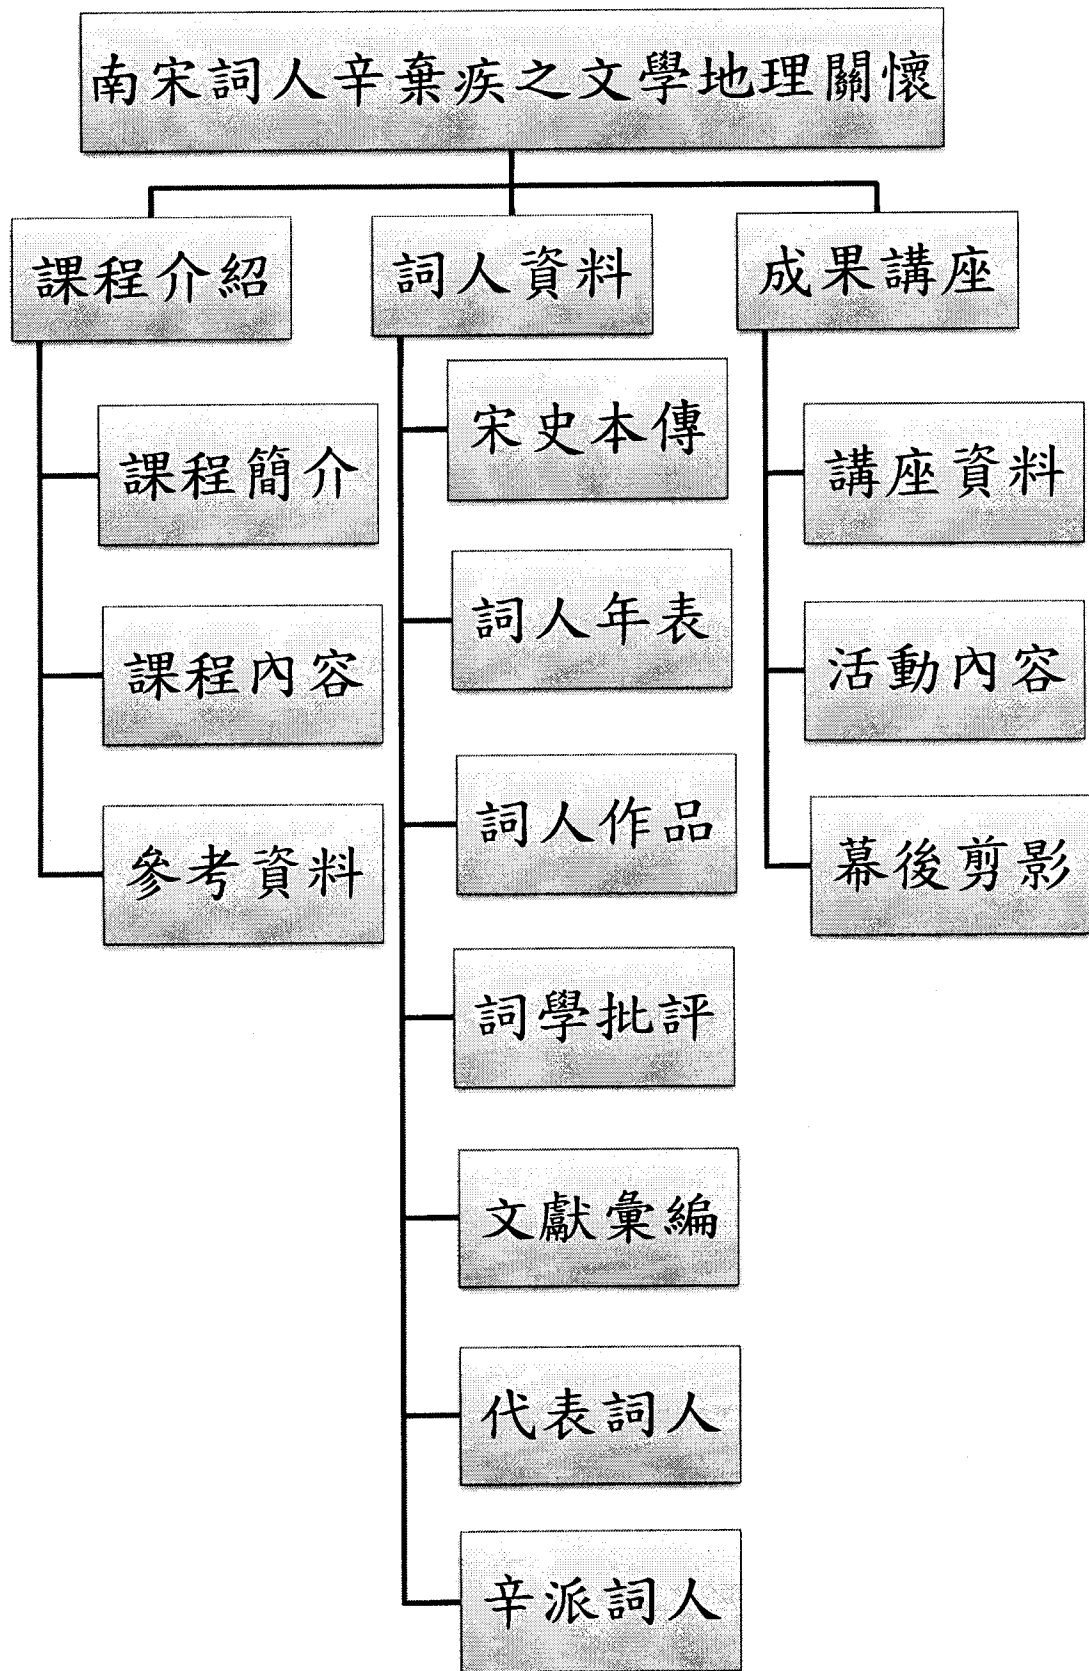 南宋詞人辛棄疾之文學地理關懷
課程介紹
課程簡介
課程內容
參考資料
詞人資料
宋史本傳
詞人年表
詞人作品
詞學批評
文獻彙編
代表詞人
辛派詞人
成果講座
講座資料
活動內容
幕後剪影